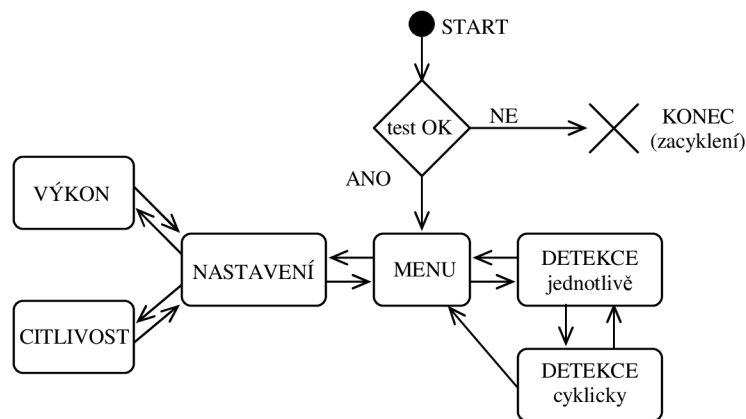 START
test OK
NE
KONEC
(zacyklení)
ANO
VÝKON
NASTAVENÍ
MENU
DETEKCE
jednotlivě
CITLIVOST
DETEKCE
cyklicky